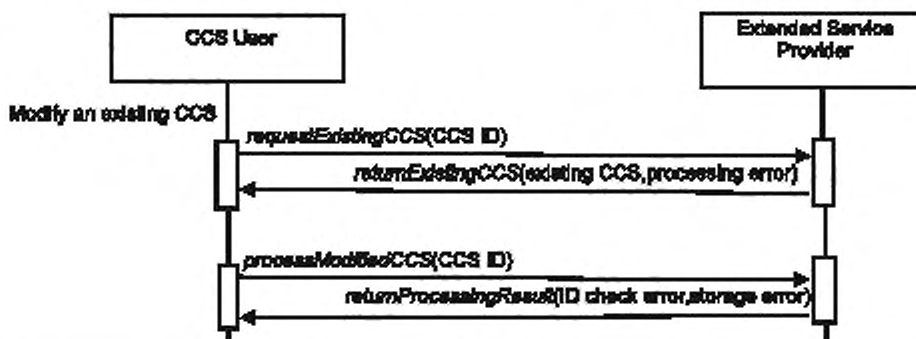 CCS User
Extended Service
Provider
Modify an existing CCS
requestExistingCCS(CCS ID)
returnExistingCCS(existing CCS,processing error)
processModifiedCCS(CCS ID)
returnProcessingResult(ID check error,storage error)